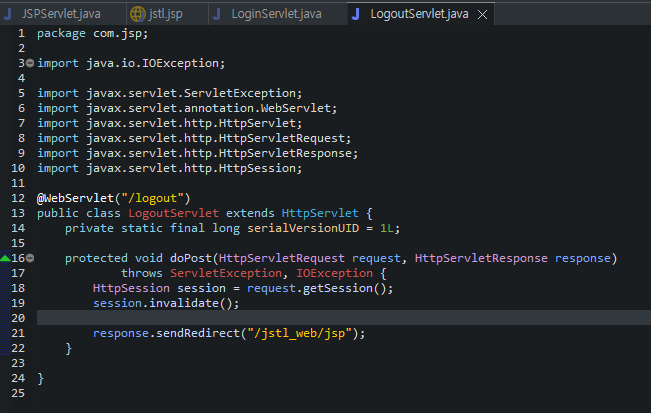 JSPServlet.java jstl.jsp LoginServlet.java LogoutServlet.java
1 package com.jsp;
2
3 import java.io.IOException;
4
5 import javax.servlet.ServletException;
6 import javax.servlet.annotation.WebServlet;
7 import javax.servlet.http.HttpServlet;
8 import javax.servlet.http.HttpServletRequest;
9 import javax.servlet.http.HttpServletResponse;
10 import javax.servlet.http.HttpSession;
11
12 @WebServlet("/logout")
13 public class LogoutServlet extends HttpServlet {
14     private static final long serialVersionUID = 1L;
15
16     protected void doPost(HttpServletRequest request, HttpServletResponse response)
17             throws ServletException, IOException {
18         HttpSession session = request.getSession();
19         session.invalidate();
20
21         response.sendRedirect("/jstl_web/jsp");
22     }
23
24 }
25